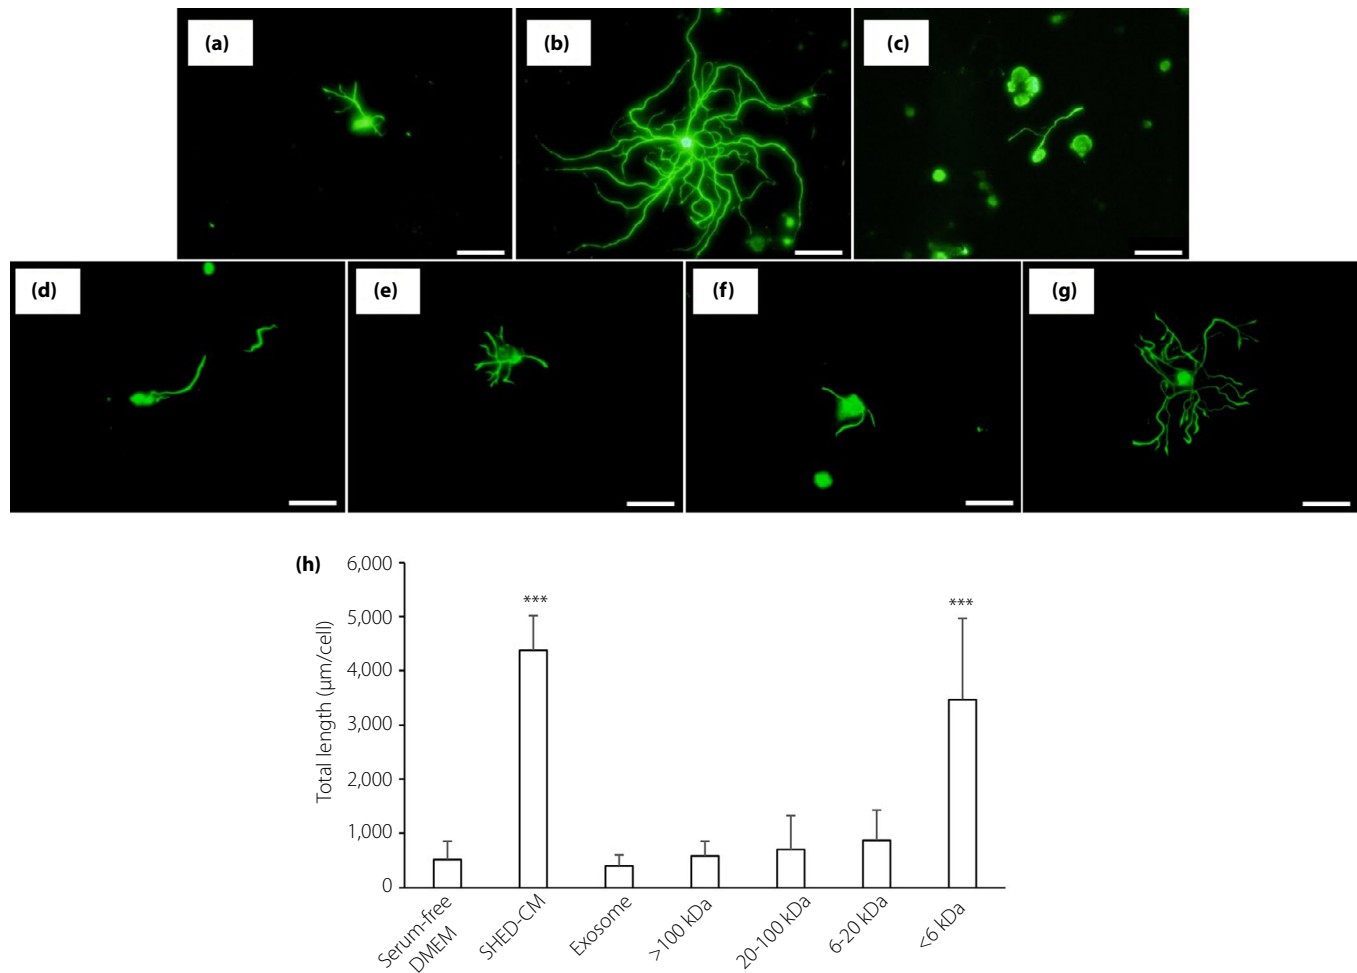 (a)
(b)
(c)
(d)
(e)
(f)
(g)
(h)
6,000
5,000
4,000
3,000
2,000
1,000
0
Total length (μm/cell)
***
***
Serum-free
DMEM
SHED-CM
Exosome
>100 kDa
20-100 kDa
6-20 kDa
<6 kDa